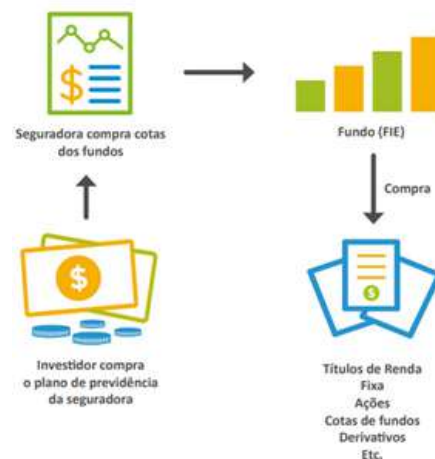 $
Seguradora compra cotas
dos fundos
Fundo (FIE)
Compra
$
Investidor compra
o plano de previdência
da seguradora
$
Títulos de Renda
Fixa
Ações
Cotas de fundos
Derivativos
Etc.